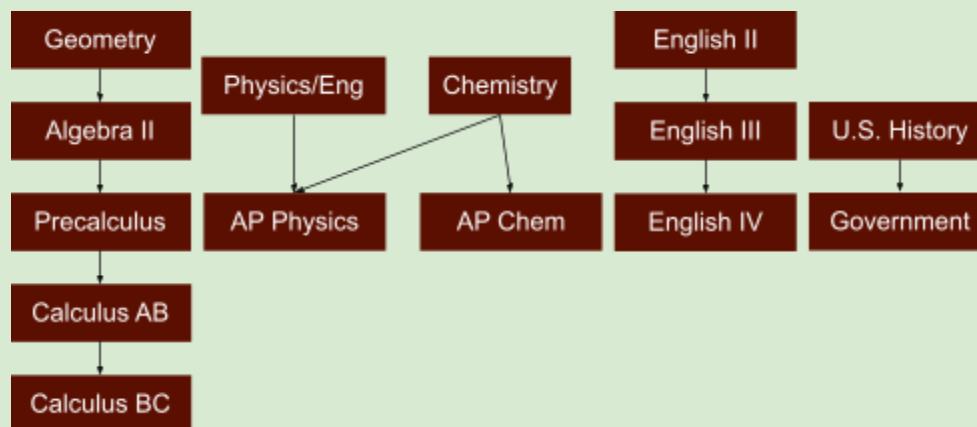 Geometry
Algebra II
Precalculus
Calculus AB
Calculus BC
Physics/Eng
AP Physics
Chemistry
AP Chem
English II
English III
English IV
U.S. History
Government